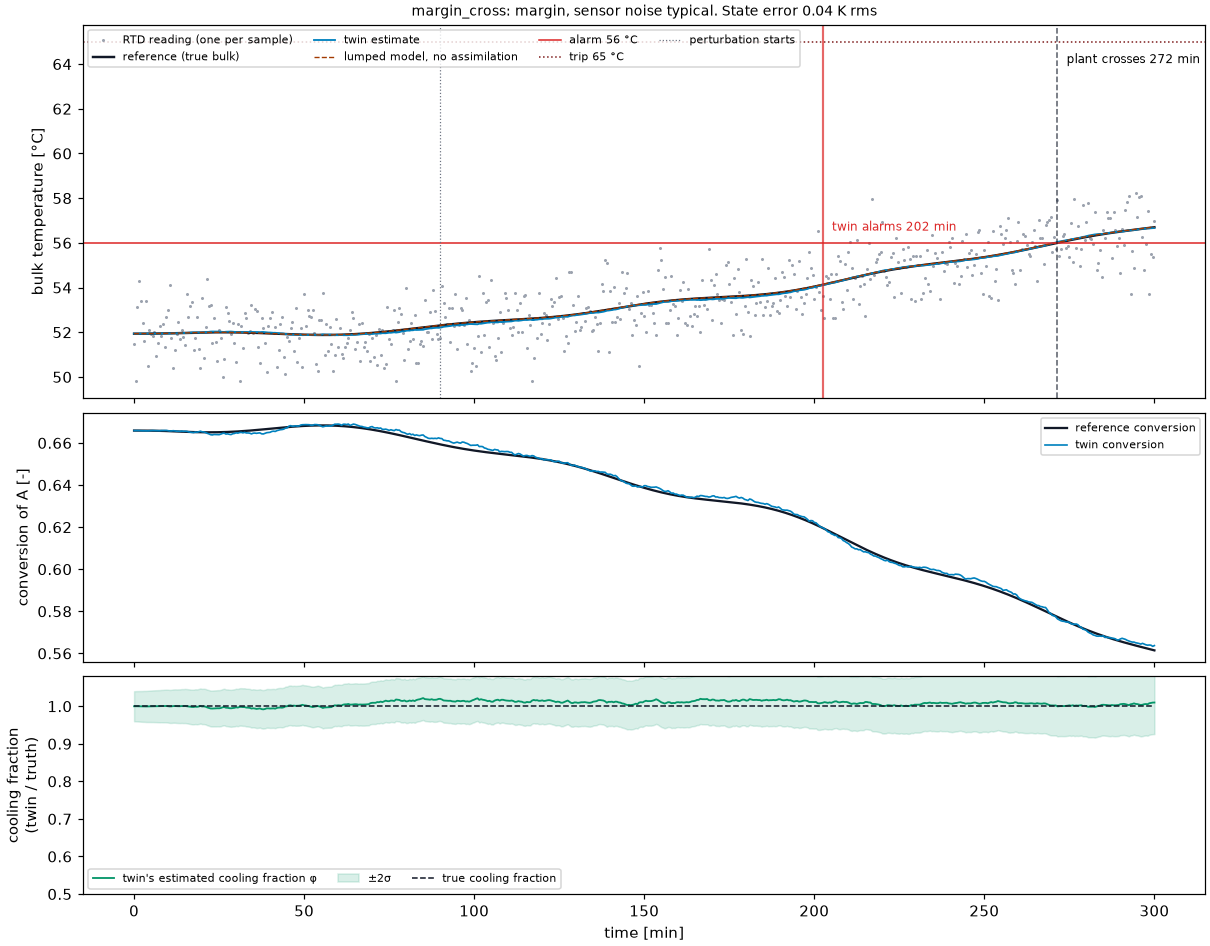 margin_cross: margin, sensor noise typical. State error 0.04 K rms
RTD reading (one per sample)
reference (true bulk)
twin estimate
lumped model, no assimilation
alarm 56 °C
trip 65 °C
perturbation starts
plant crosses 272 min
twin alarms 202 min
bulk temperature [°C]
64
62
60
58
56
54
52
50
reference conversion
twin conversion
conversion of A [-]
0.66
0.64
0.62
0.60
0.58
0.56
cooling fraction
(twin / truth)
1.0
0.9
0.8
0.7
0.6
0.5
twin's estimated cooling fraction φ
±2σ
true cooling fraction
0
50
100
150
200
250
300
time [min]